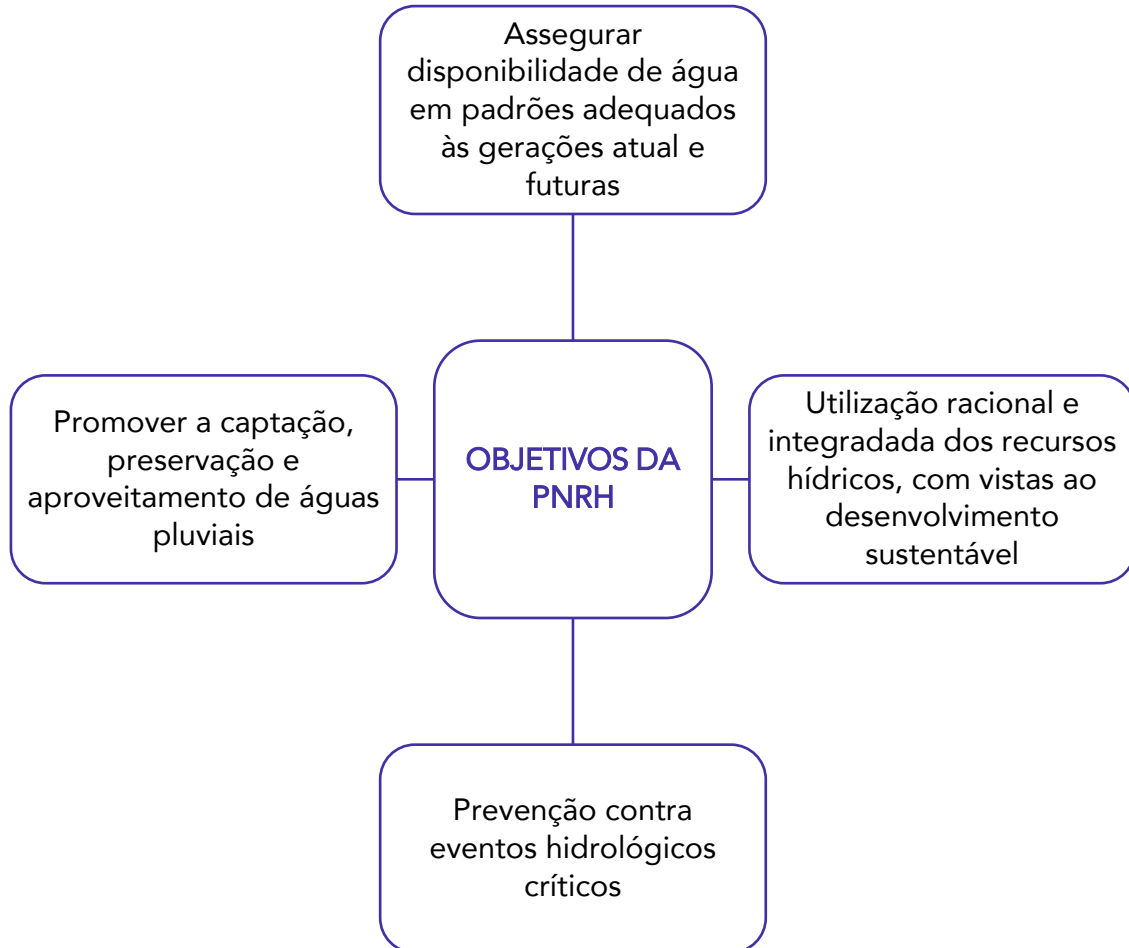 Assegurar
disponibilidade de água
em padrões adequados
às gerações atual e
futuras
Promover a captação,
preservação e
aproveitamento de águas
pluviais
OBJETIVOS DA
PNRH
Utilização racional e
integradada dos recursos
hídricos, com vistas ao
desenvolvimento
sustentável
Prevenção contra
eventos hidrológicos
críticos